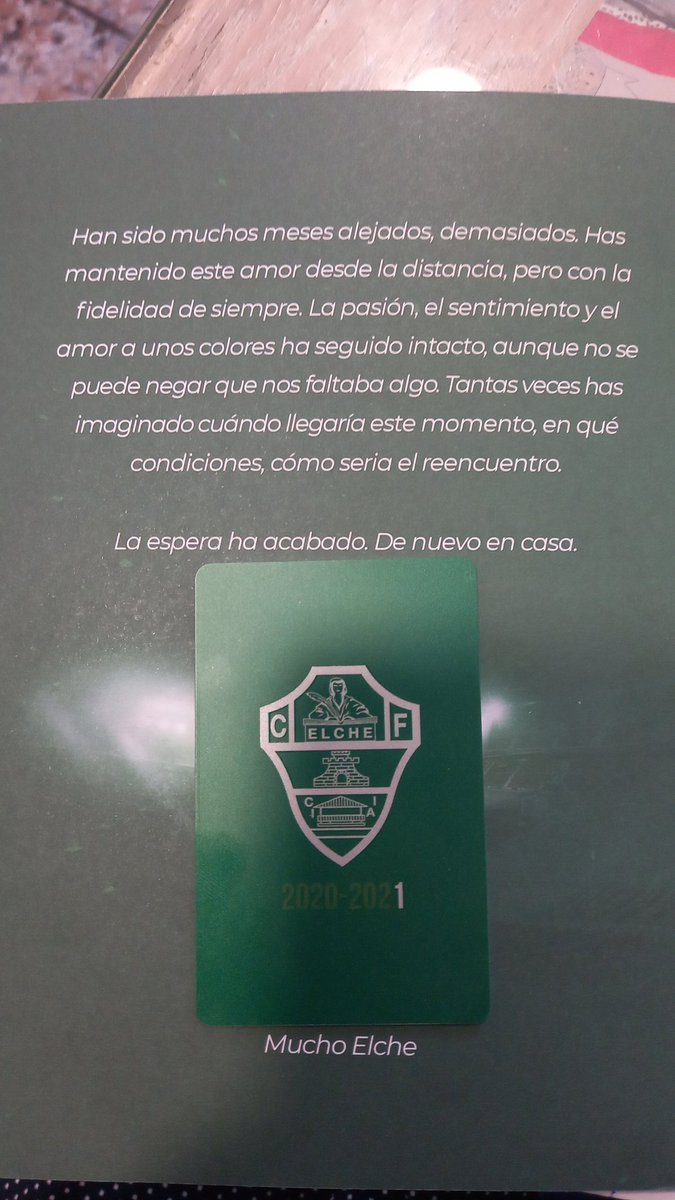 Han sido muchos meses alejados, demasiados. Has
mantenido este amor desde la distancia, pero con la
fidelidad de siempre. La pasión, el sentimiento y el
amor a unos colores ha seguido intacto, aunque no se
puede negar que nos faltaba algo. Tantas veces has
imaginado cuándo llegaría este momento, en qué
condiciones, cómo seria el reencuentro.
La espera ha acabado. De nuevo en casa.
C ELCHE F
C I I A
2020-2021
Mucho Elche